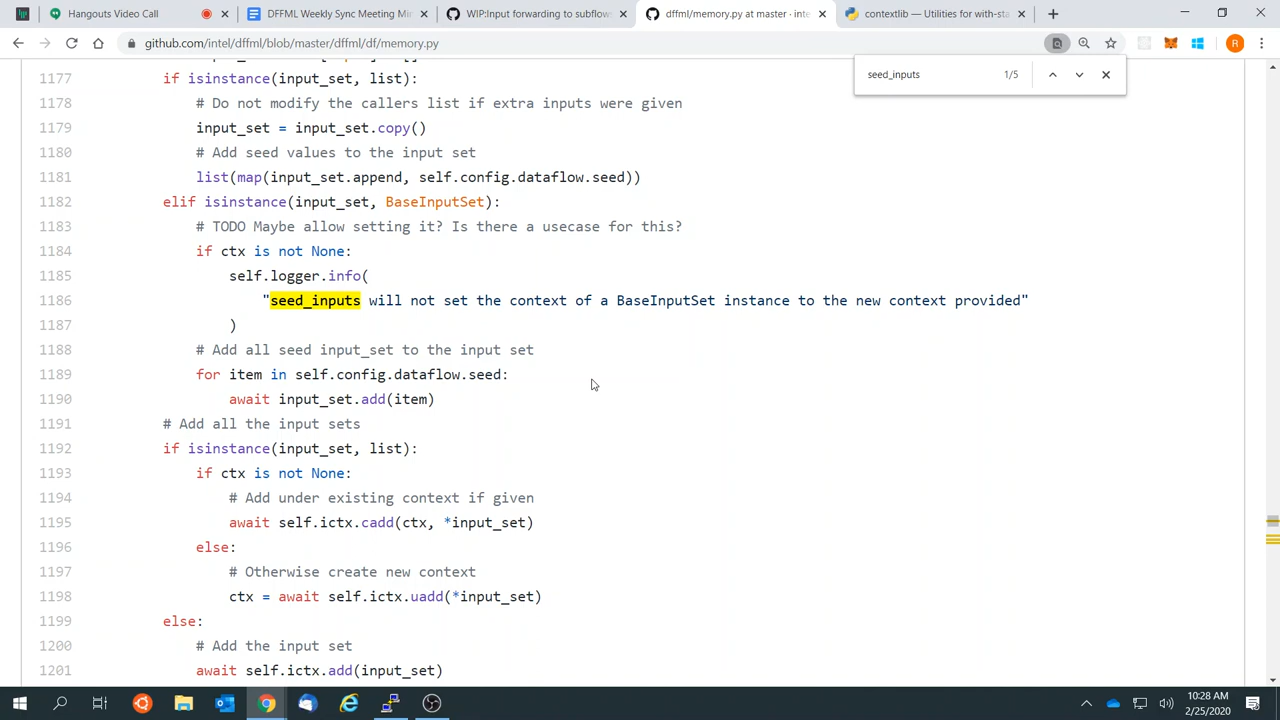 Hangouts Video Call
DFFML Weekly Sync Meeting Min
WIP:Input forwarding to subflows
dffml/memory.py at master · inte
contextlib — Utilities for with-sta
github.com/intel/dffml/blob/master/dffml/df/memory.py
R
seed_inputs 1/5
1177 if isinstance(input_set, list):
1178 # Do not modify the callers list if extra inputs were given
1179 input_set = input_set.copy()
1180 # Add seed values to the input set
1181 list(map(input_set.append, self.config.dataflow.seed))
1182 elif isinstance(input_set, BaseInputSet):
1183 # TODO Maybe allow setting it? Is there a usecase for this?
1184 if ctx is not None:
1185 self.logger.info(
1186 "seed_inputs will not set the context of a BaseInputSet instance to the new context provided"
1187 )
1188 # Add all seed input_set to the input set
1189 for item in self.config.dataflow.seed:
1190 await input_set.add(item)
1191 # Add all the input sets
1192 if isinstance(input_set, list):
1193 if ctx is not None:
1194 # Add under existing context if given
1195 await self.ictx.cadd(ctx, *input_set)
1196 else:
1197 # Otherwise create new context
1198 ctx = await self.ictx.uadd(*input_set)
1199 else:
1200 # Add the input set
1201 await self.ictx.add(input_set)
10:28 AM
2/25/2020